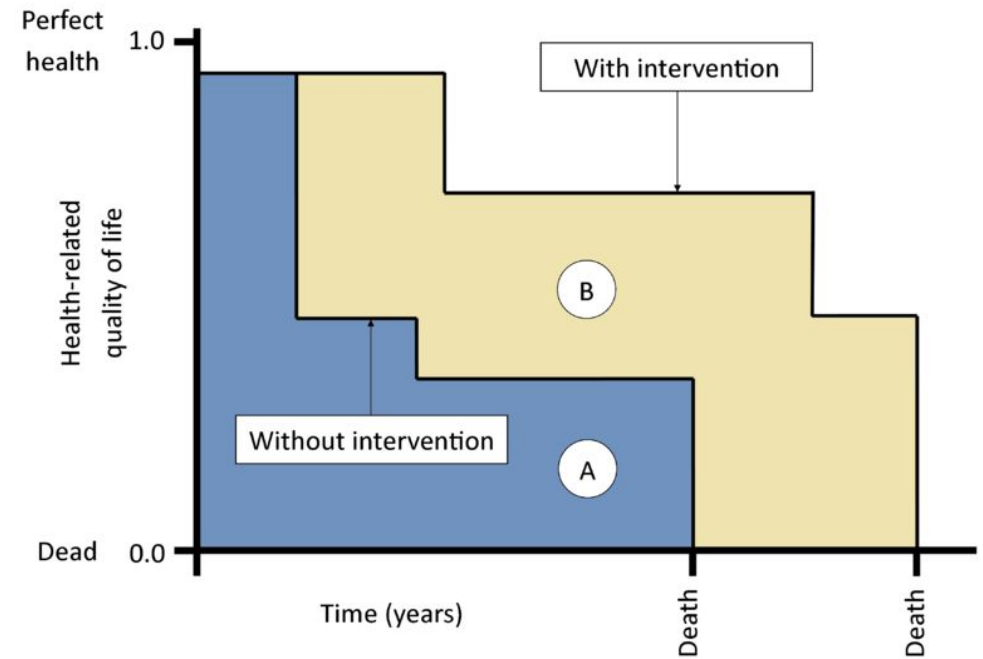 Perfect
health
1.0
With intervention
Health-related
quality of life
B
Without intervention
A
Dead
0.0
Time (years)
Death
Death